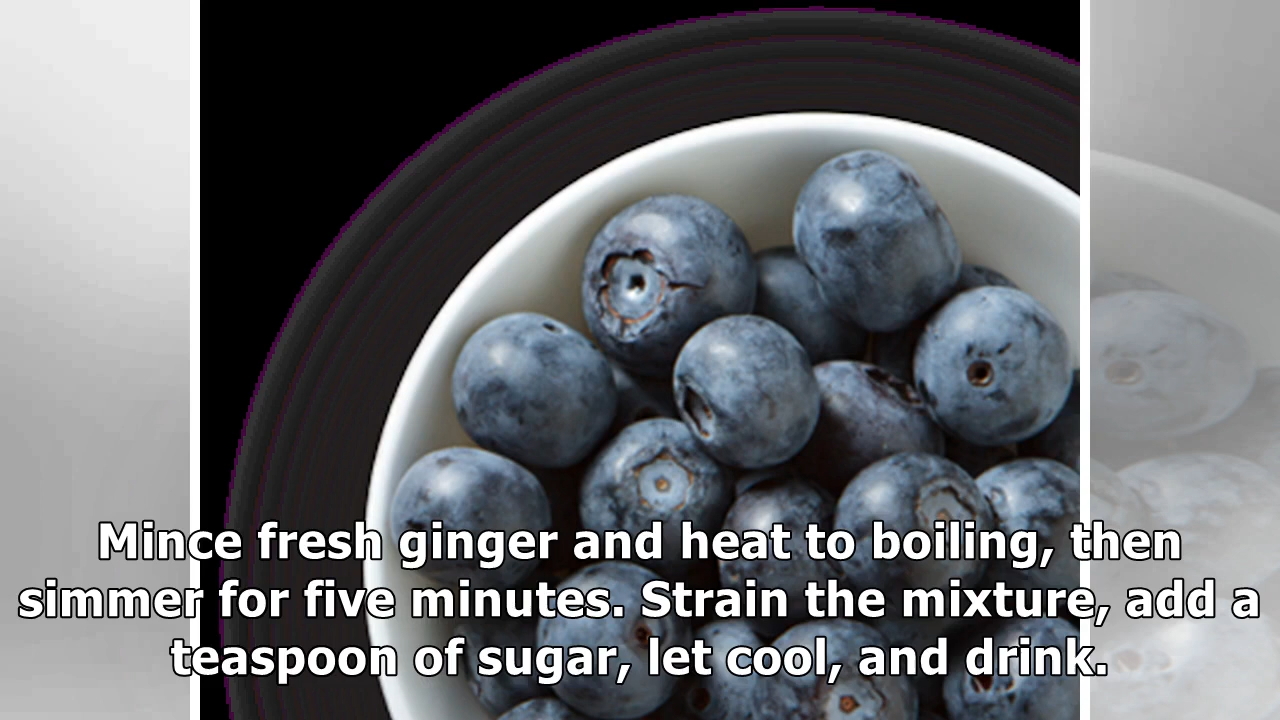 Mince fresh ginger and heat to boiling, then
simmer for five minutes. Strain the mixture, add a
teaspoon of sugar, let cool, and drink.